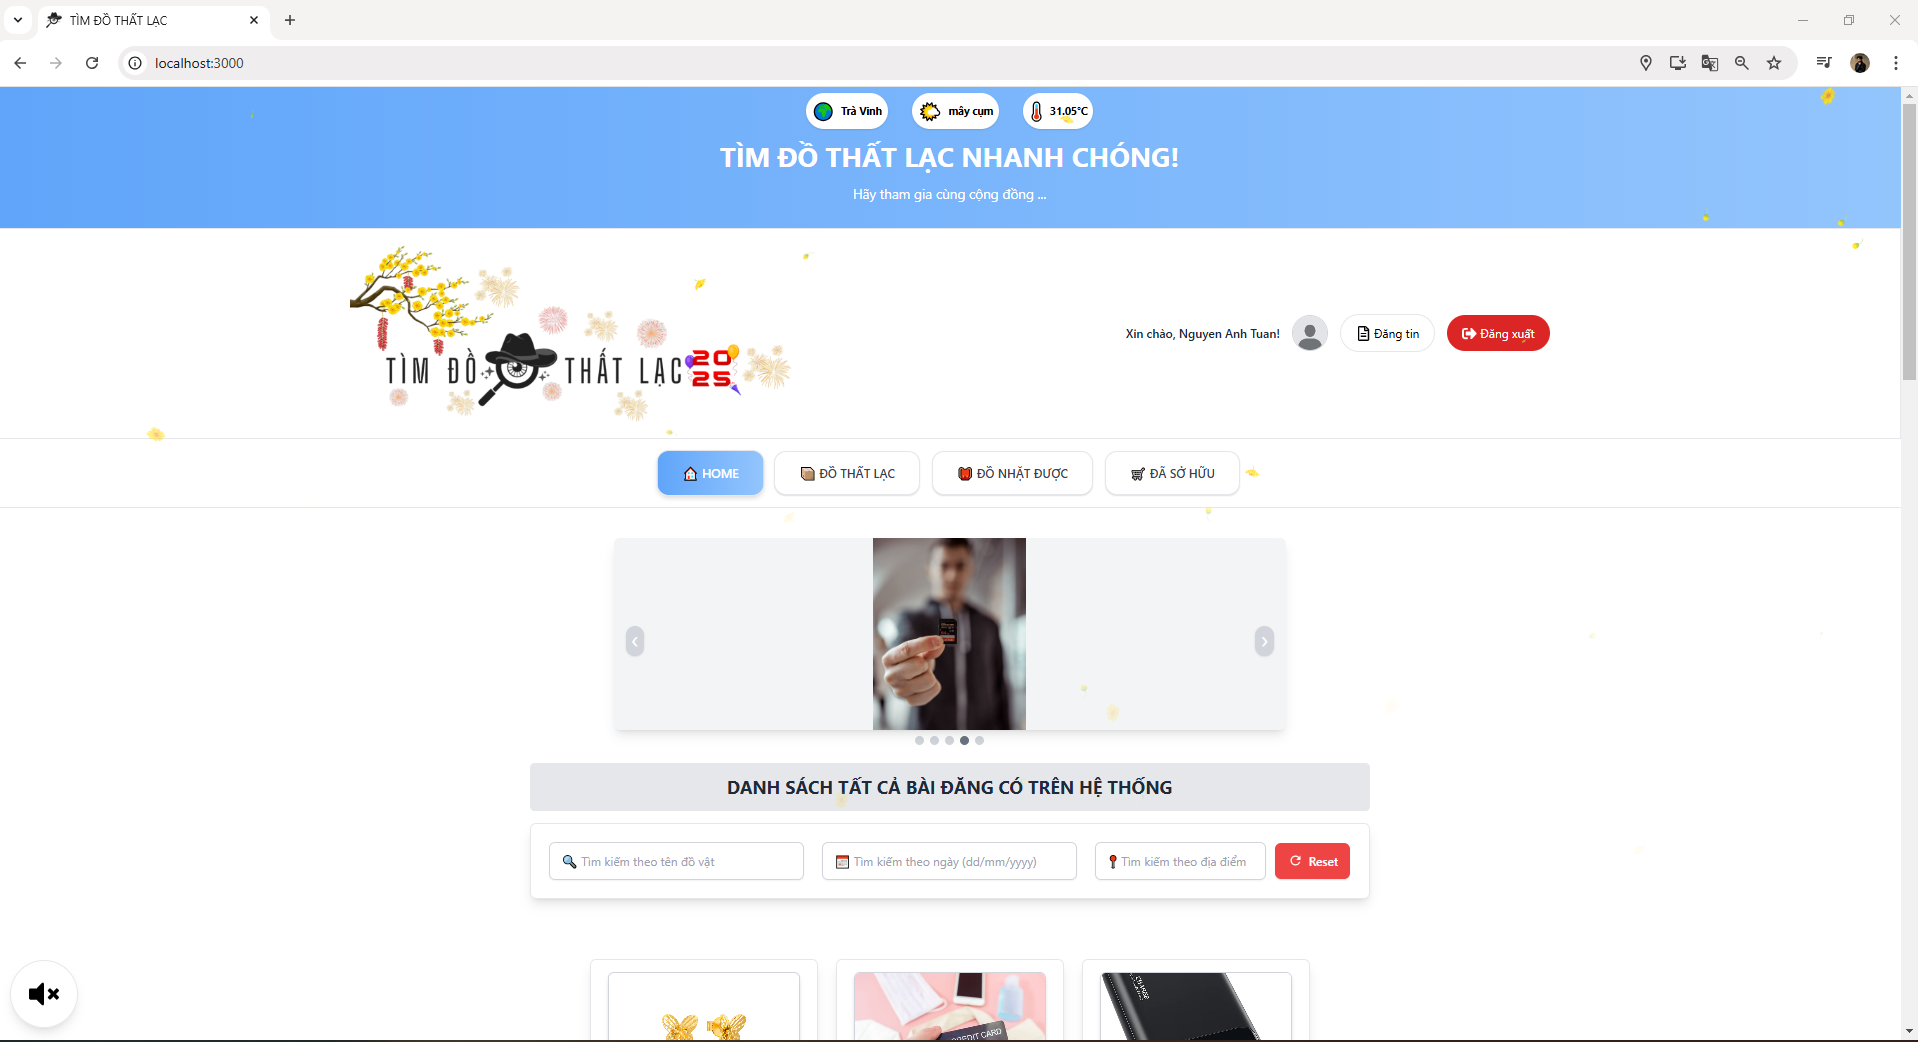 TÌM ĐỒ THẤT LẠC
localhost:3000
Trà Vinh
mây cụm
31.05°C
TÌM ĐỒ THẤT LẠC NHANH CHÓNG!
Hãy tham gia cùng cộng đồng ...
TÌM ĐỒ THẤT LẠC 2025
Xin chào, Nguyen Anh Tuan!
Đăng tin
Đăng xuất
HOME
ĐỒ THẤT LẠC
ĐỒ NHẶT ĐƯỢC
ĐÃ SỞ HỮU
DANH SÁCH TẤT CẢ BÀI ĐĂNG CÓ TRÊN HỆ THỐNG
Tìm kiếm theo tên đồ vật
Tìm kiếm theo ngày (dd/mm/yyyy)
Tìm kiếm theo địa điểm
Reset
CREDIT CARD